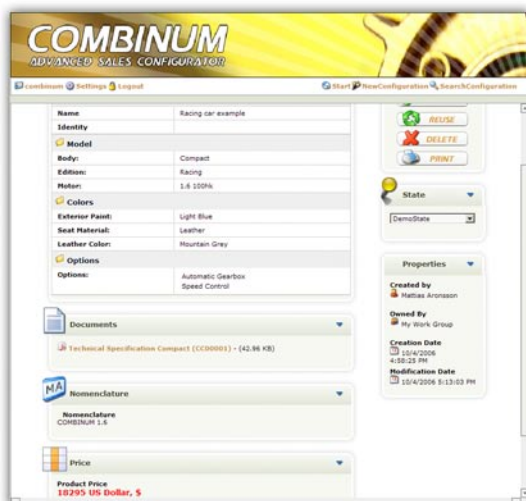 COMBINUM
ADVANCED SALES CONFIGURATOR
combinum Settings Logout
Start NewConfiguration SearchConfiguration
Name Racing car example
Identity
Model
Body: Compact
Edition: Racing
Motor: 1.6 100hk
Colors
Exterior Paint: Light Blue
Seat Material: Leather
Leather Color: Mountain Grey
Options
Options: Automatic Gearbox
Speed Control
Documents
Technical Specification Compact (CC00001) - (42.96 KB)
MA Nomenclature
Nomenclature
COMBINUM 1.6
Price
Product Price
18295 US Dollar, $
REUSE
DELETE
PRINT
State
DemoState
Properties
Created by
Mattias Aronsson
Owned By
My Work Group
Creation Date
10/4/2006
4:58:25 PM
Modification Date
10/4/2006 5:13:03 PM